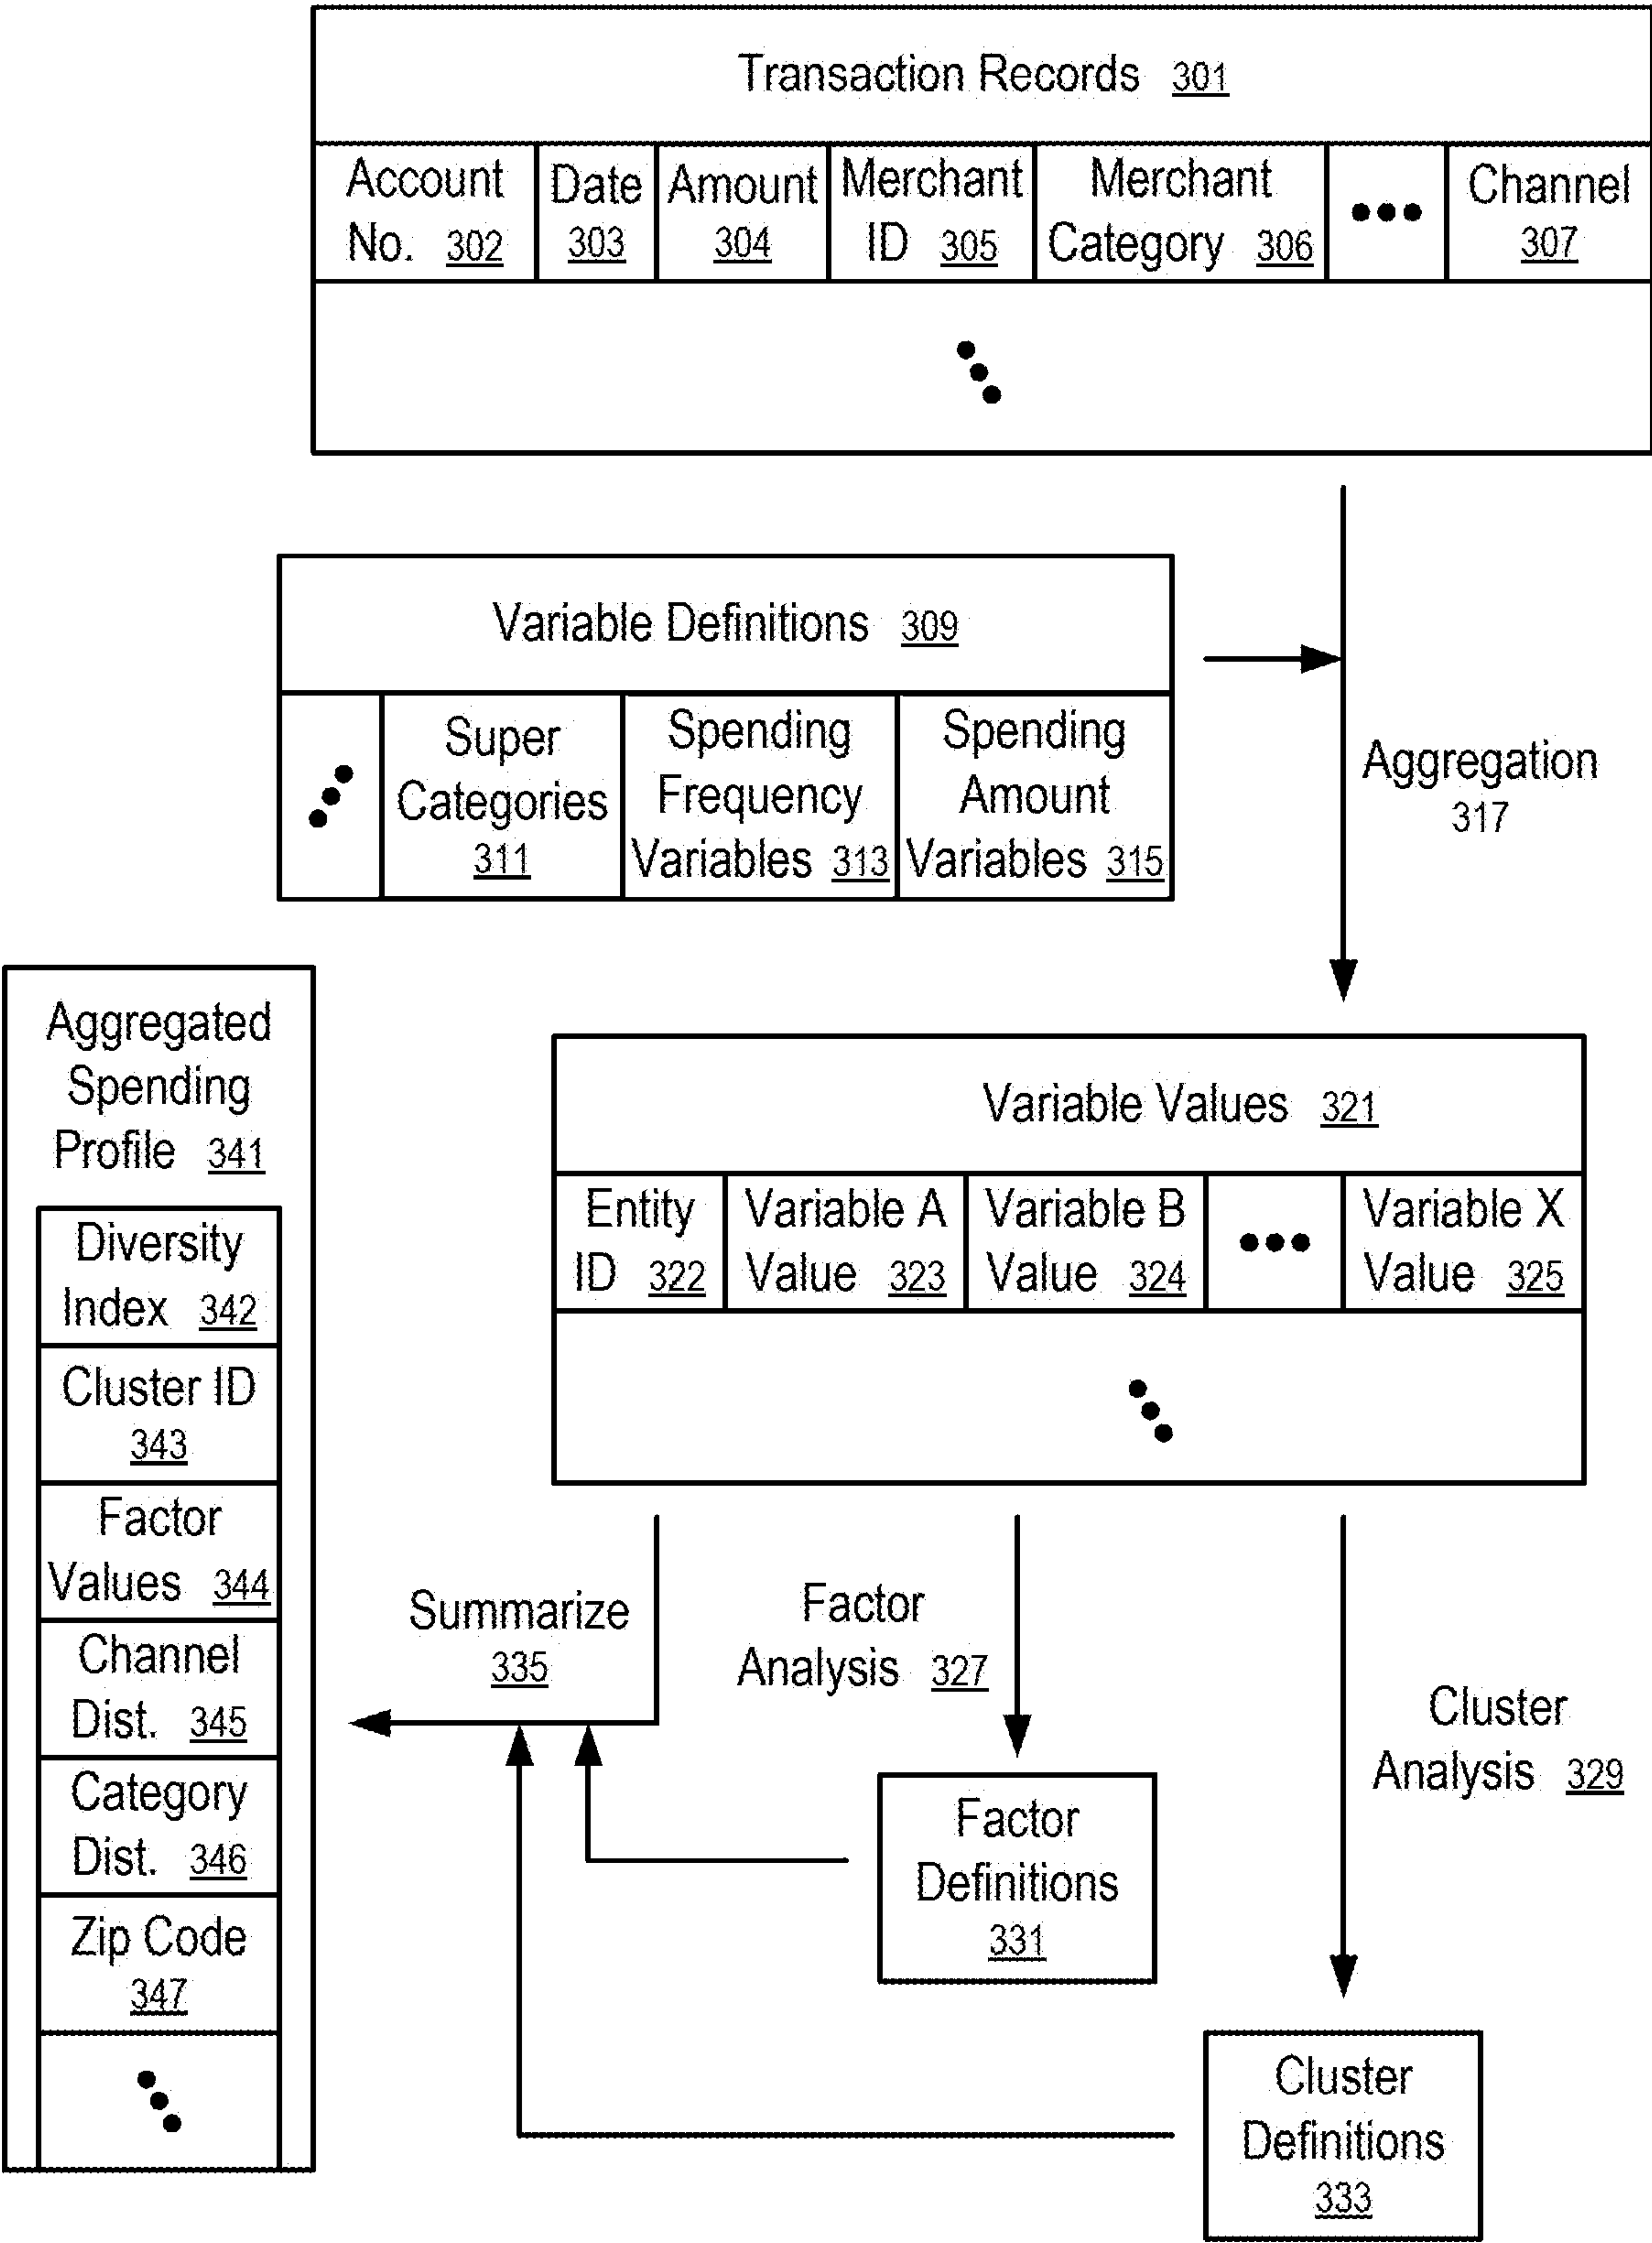 Transaction Records 301
Account
No. 302
Date
303
Amount
304
Merchant
ID 305
Merchant
Category 306
Channel
307
Variable Definitions 309
Super
Categories
311
Spending
Frequency
Variables 313
Spending
Amount
Variables 315
Aggregation
317
Aggregated
Spending
Profile 341
Diversity
Index 342
Cluster ID
343
Factor
Values 344
Channel
Dist. 345
Category
Dist. 346
Zip Code
347
Variable Values 321
Entity
ID 322
Variable A
Value 323
Variable B
Value 324
Variable X
Value 325
Summarize
335
Factor
Analysis 327
Cluster
Analysis 329
Factor
Definitions
331
Cluster
Definitions
333